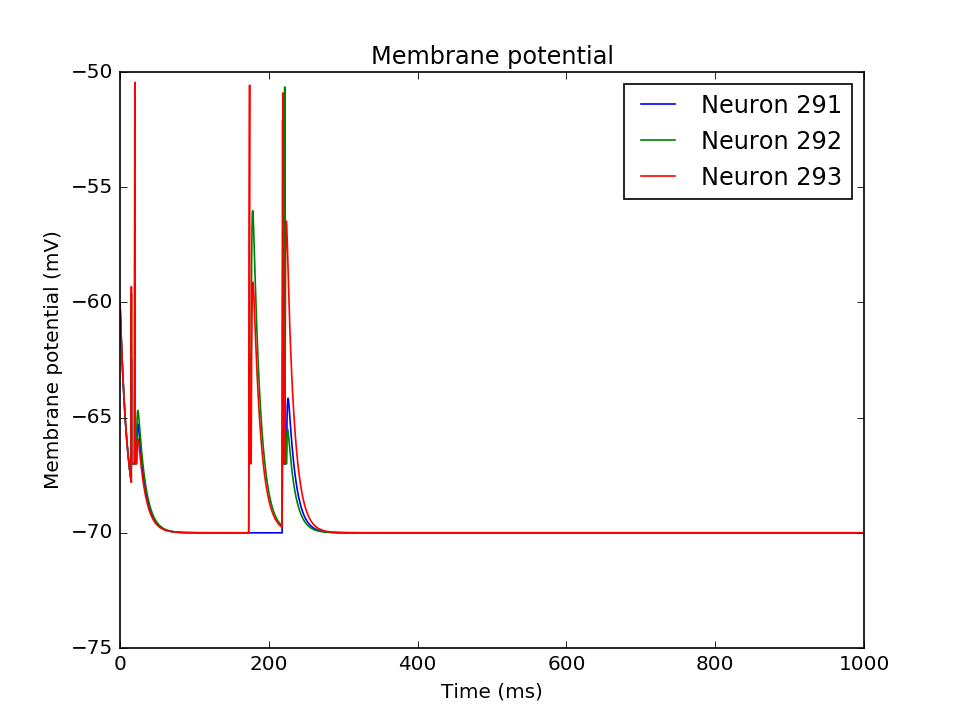 Membrane potential
−50
−55
−60
−65
−70
−75
Membrane potential (mV)
Neuron 291
Neuron 292
Neuron 293
0 200 400 600 800 1000
Time (ms)